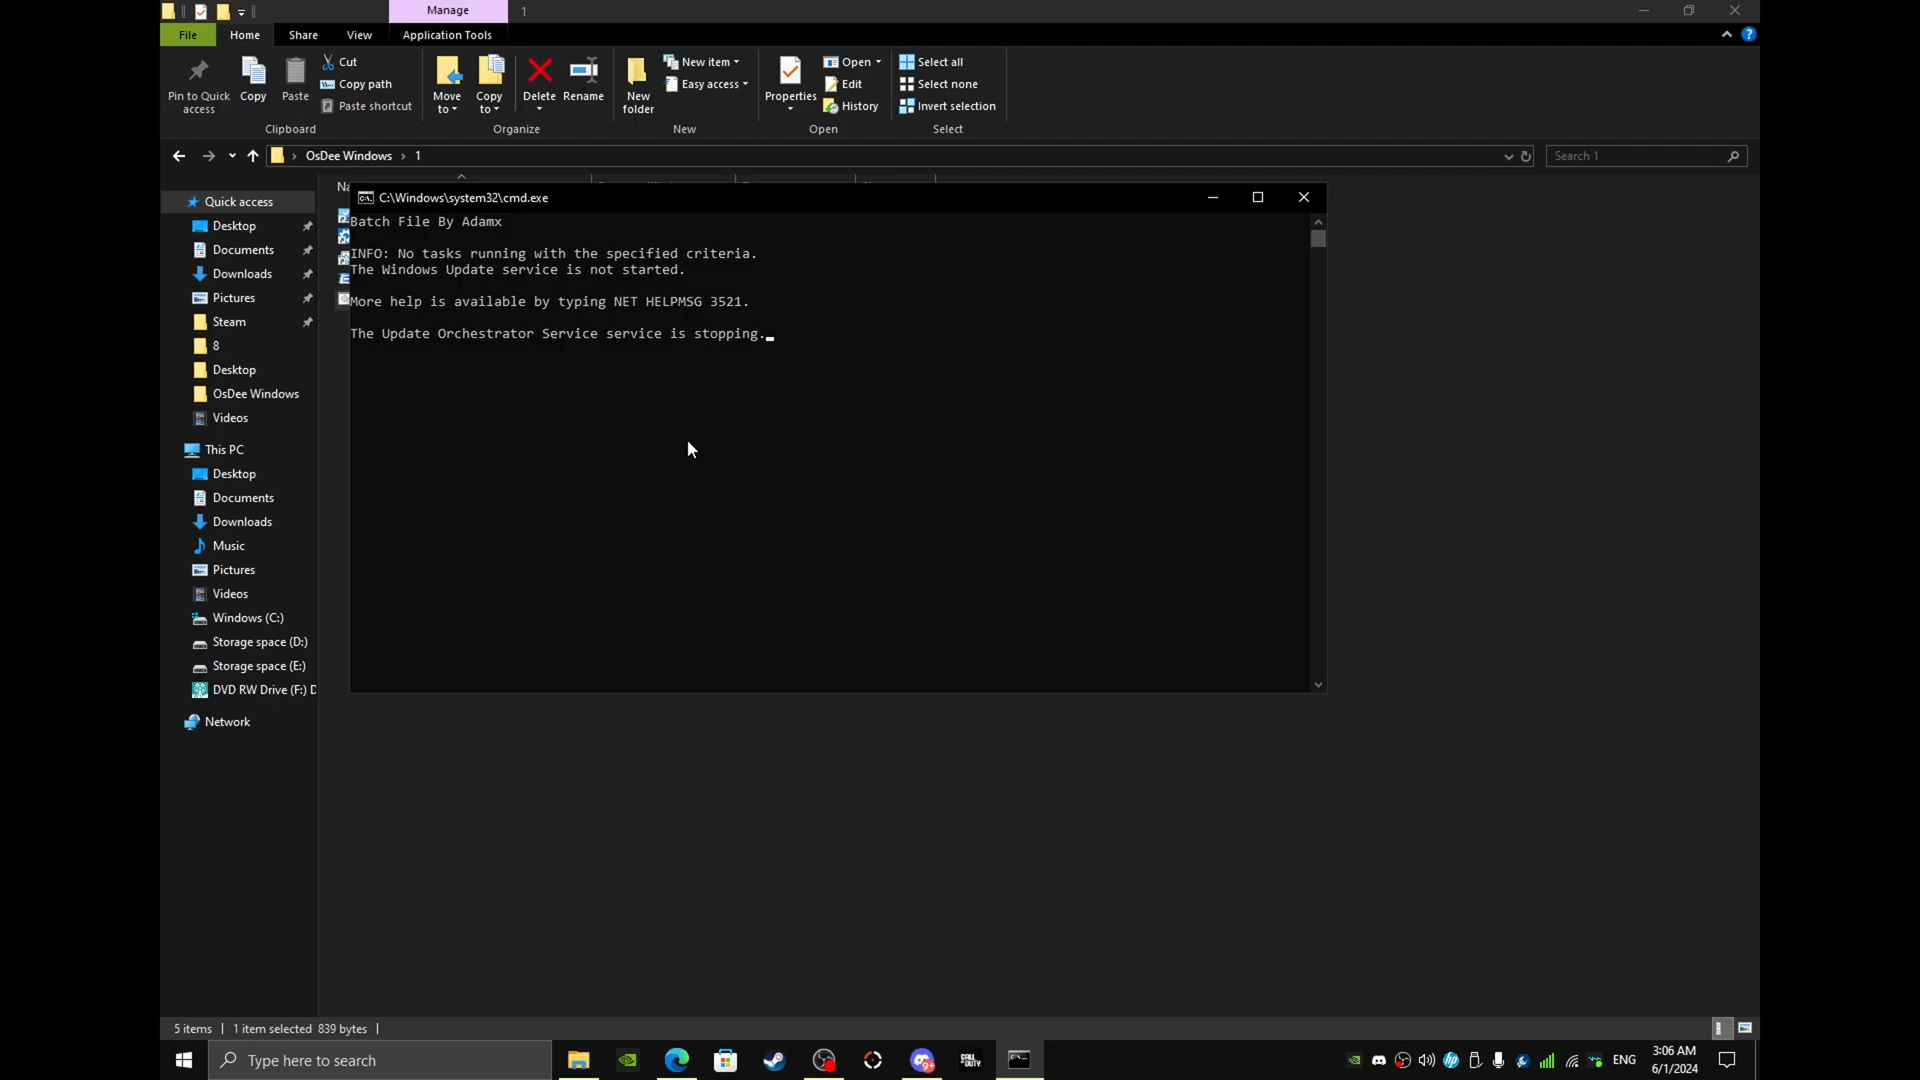 Manage
1
File
Home
Share
View
Application Tools
Pin to Quick access
Copy
Paste
Cut
Copy path
Paste shortcut
Clipboard
Move to
Copy to
Delete
Rename
Organize
New folder
New item
Easy access
New
Properties
Open
Edit
History
Open
Select all
Select none
Invert selection
Select
OsDee Windows > 1
Search 1
Na
C:\Windows\system32\cmd.exe
Batch File By Adamx
INFO: No tasks running with the specified criteria.
The Windows Update service is not started.
More help is available by typing NET HELPMSG 3521.
The Update Orchestrator Service service is stopping.
Quick access
Desktop
Documents
Downloads
Pictures
Steam
8
Desktop
OsDee Windows
Videos
This PC
Desktop
Documents
Downloads
Music
Pictures
Videos
Windows (C:)
Storage space (D:)
Storage space (E:)
DVD RW Drive (F:) D
Network
5 items
1 item selected 839 bytes
Type here to search
9+
CALL OF DUTY
ENG
3:06 AM
6/1/2024